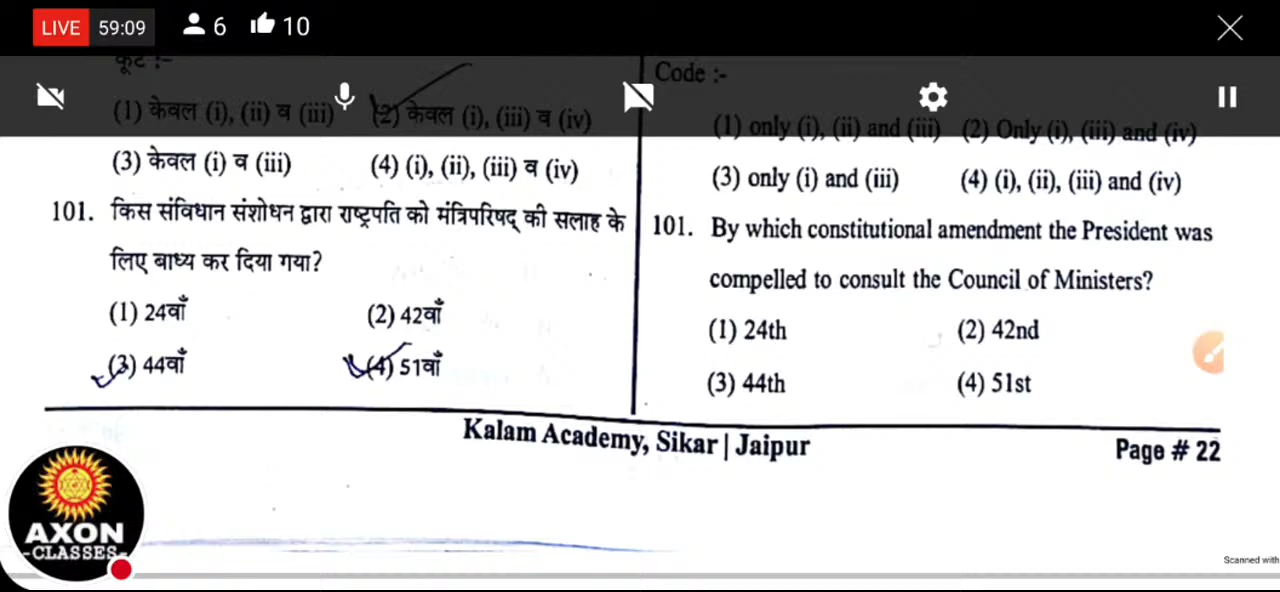 LIVE 59:09 6 10
कूट :-
(1) केवल (i), (ii) व (iii) (2) केवल (i), (iii) व (iv)
(3) केवल (i) व (iii) (4) (i), (ii), (iii) व (iv)
101. किस संविधान संशोधन द्वारा राष्ट्रपति को मंत्रिपरिषद् की सलाह के
लिए बाध्य कर दिया गया?
(1) 24वाँ (2) 42वाँ
(3) 44वाँ (4) 51वाँ
Code :-
(1) only (i), (ii) and (iii) (2) Only (i), (iii) and (iv)
(3) only (i) and (iii) (4) (i), (ii), (iii) and (iv)
101. By which constitutional amendment the President was
compelled to consult the Council of Ministers?
(1) 24th (2) 42nd
(3) 44th (4) 51st
Kalam Academy, Sikar | Jaipur
Page # 22
AXON
-CLASSES-
Scanned with